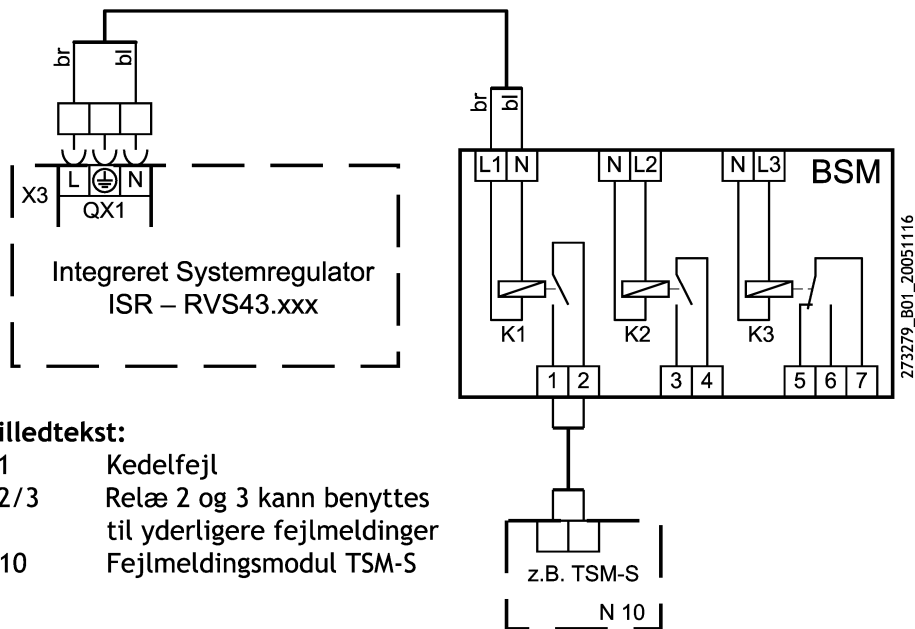 br bl
br bl
X3 L N
QX1
L1 N N L2 N L3 BSM
Integreret Systemregulator
ISR – RVS43.xxx
K1 K2 K3
1 2 3 4 5 6 7
273279_B01_20051116
illedtekst:
1 Kedelfejl
2/3 Relæ 2 og 3 kann benyttes
til yderligere fejlmeldinger
10 Fejlmeldingsmodul TSM-S
z.B. TSM-S
N 10